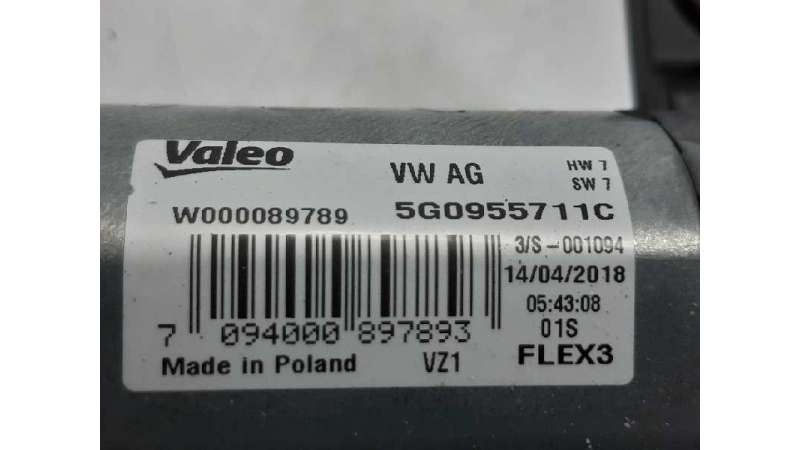 Valeo VW AG HW 7
SW 7
W000089789 5G0955711C
3/S-001094
14/04/2018
05:43:08
7 094000 897893 01S
Made in Poland VZ1 FLEX3